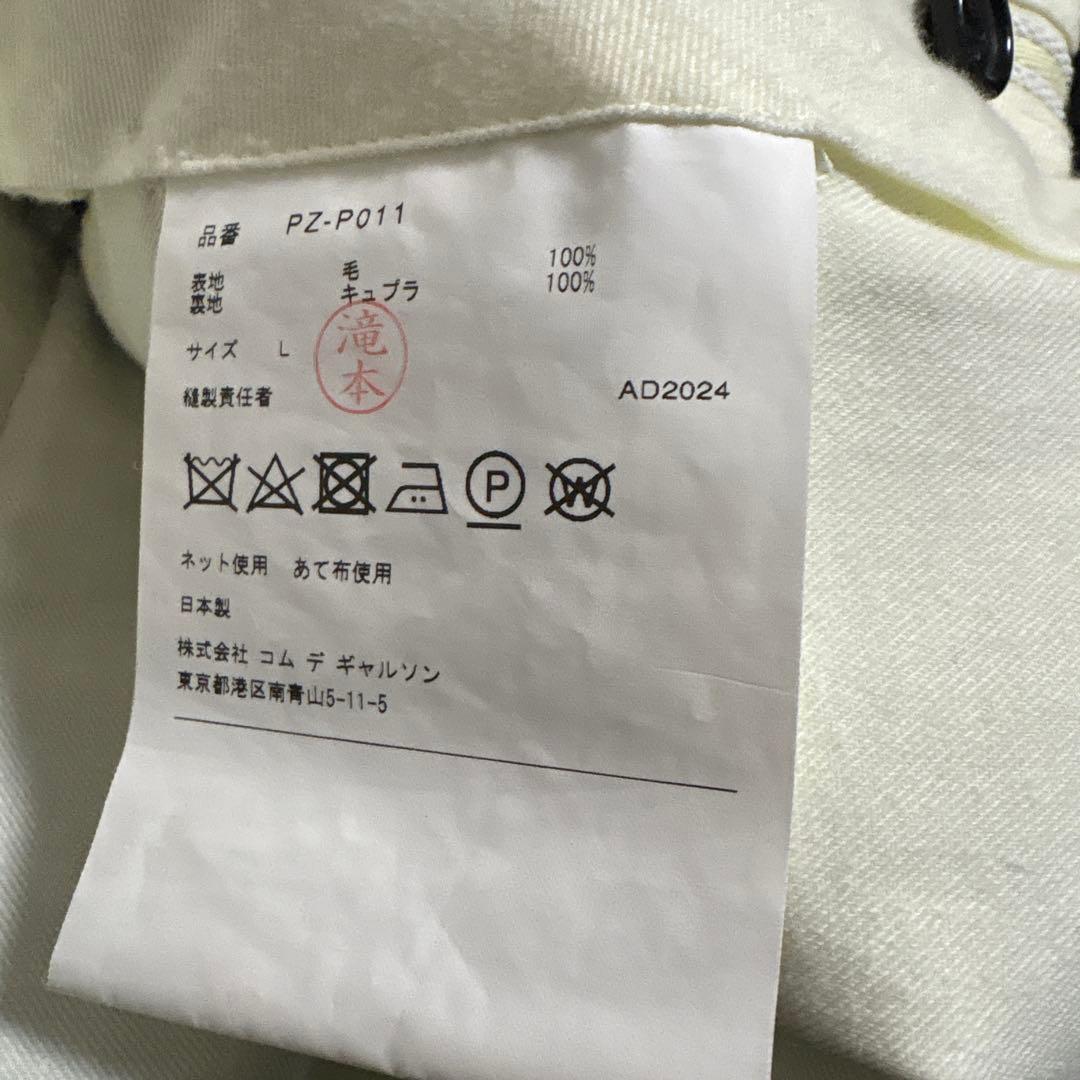 品番 PZ-P011
表地 毛 100%
裏地 キュプラ 100%
サイズ L
滝本
縫製責任者 AD2024
P W
ネット使用 あて布使用
日本製
株式会社 コム デ ギャルソン
東京都港区南青山5-11-5